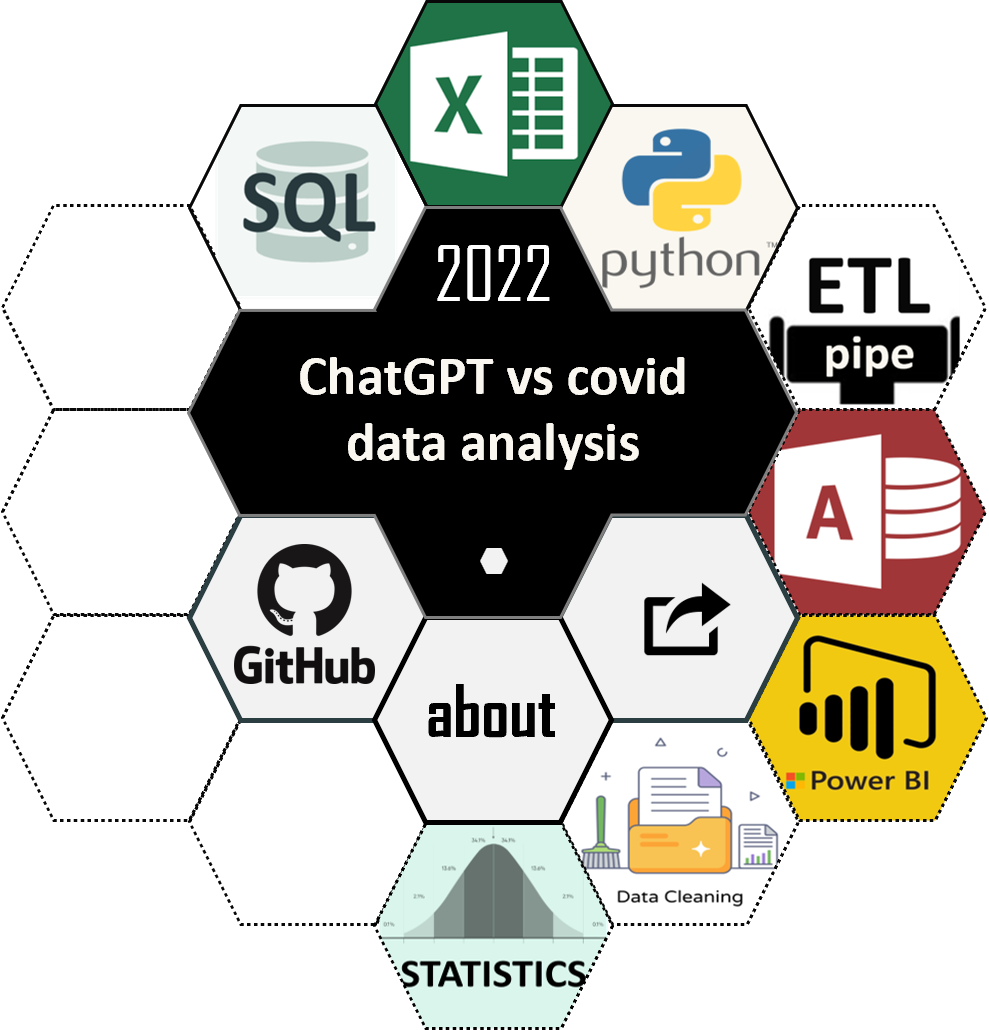 X
SQL
python
TM
2022
ETL
pipe
ChatGPT vs covid
data analysis
A
GitHub
about
Power BI
Data Cleaning
34.1% 34.1%
13.6% 13.6%
2.1% 2.1%
0.1% 0.1%
STATISTICS